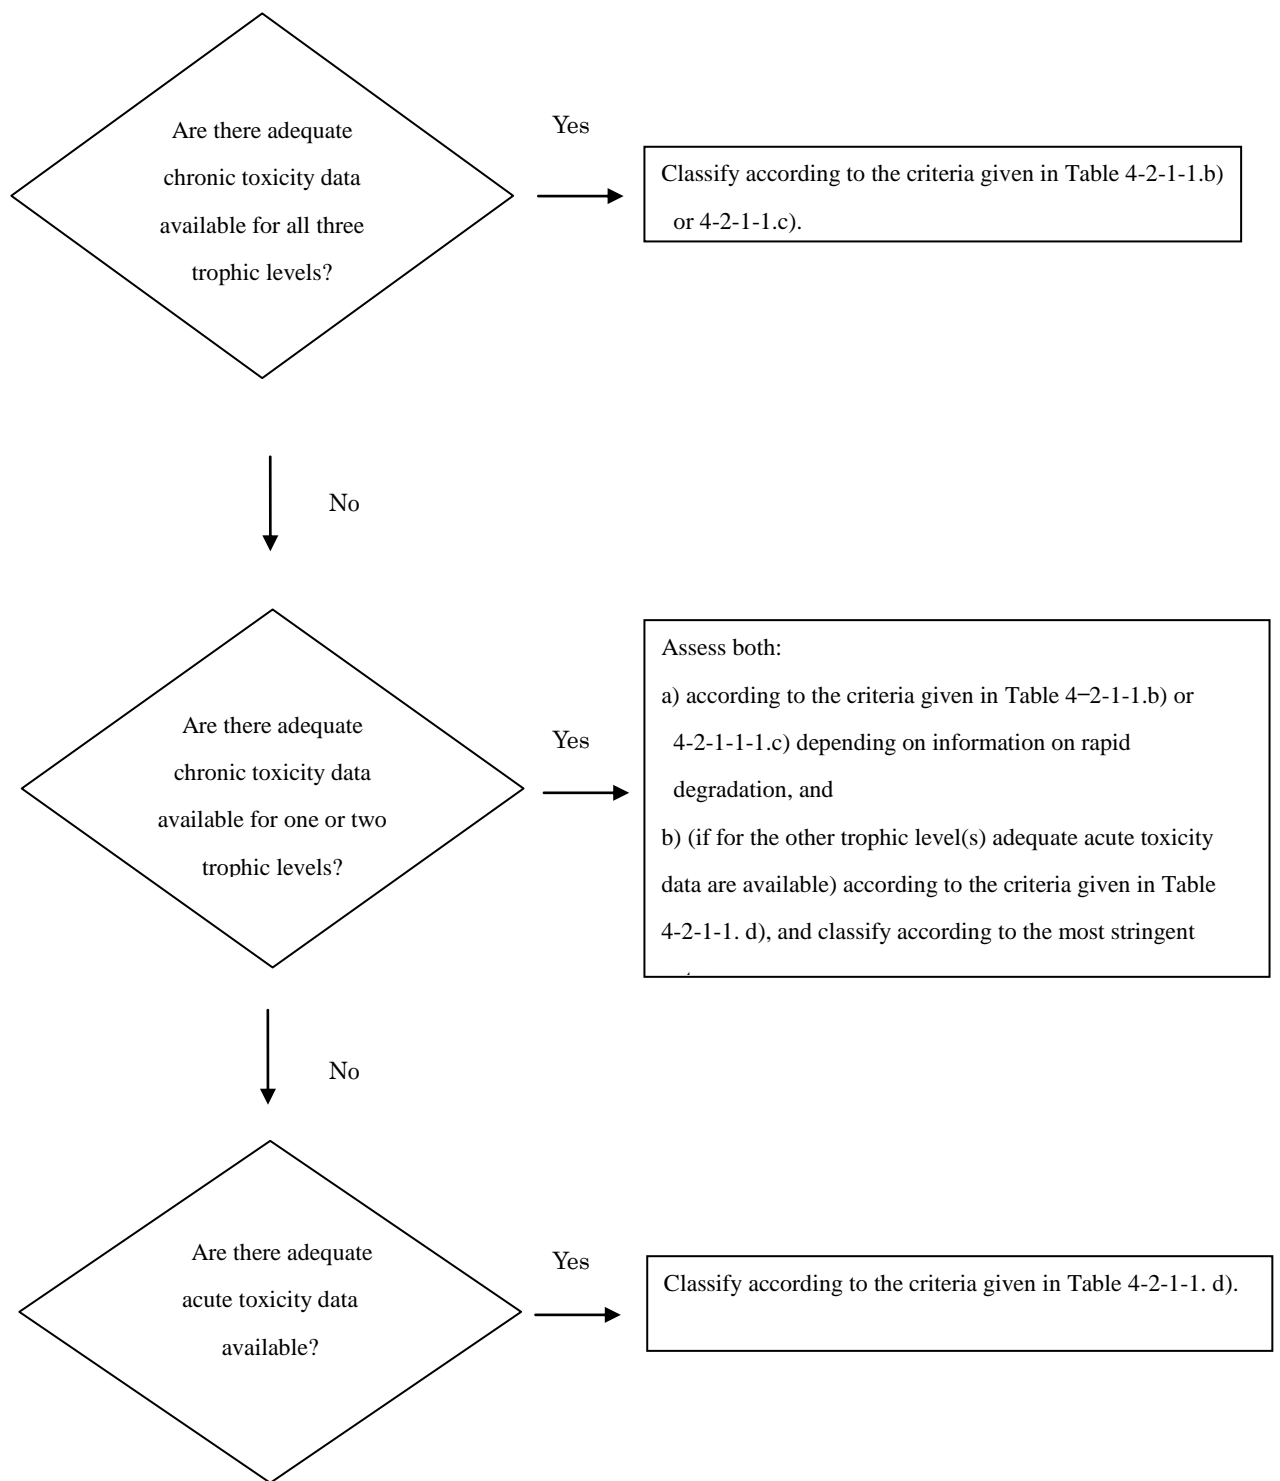 Are there adequate
chronic toxicity data
available for all three
trophic levels?
Yes
Classify according to the criteria given in Table 4-2-1-1.b)
or 4-2-1-1.c).
No
Are there adequate
chronic toxicity data
available for one or two
trophic levels?
Yes
Assess both:
a) according to the criteria given in Table 4−2-1-1.b) or
4-2-1-1-1.c) depending on information on rapid
degradation, and
b) (if for the other trophic level(s) adequate acute toxicity
data are available) according to the criteria given in Table
4-2-1-1. d), and classify according to the most stringent
No
Are there adequate
acute toxicity data
available?
Yes
Classify according to the criteria given in Table 4-2-1-1. d).